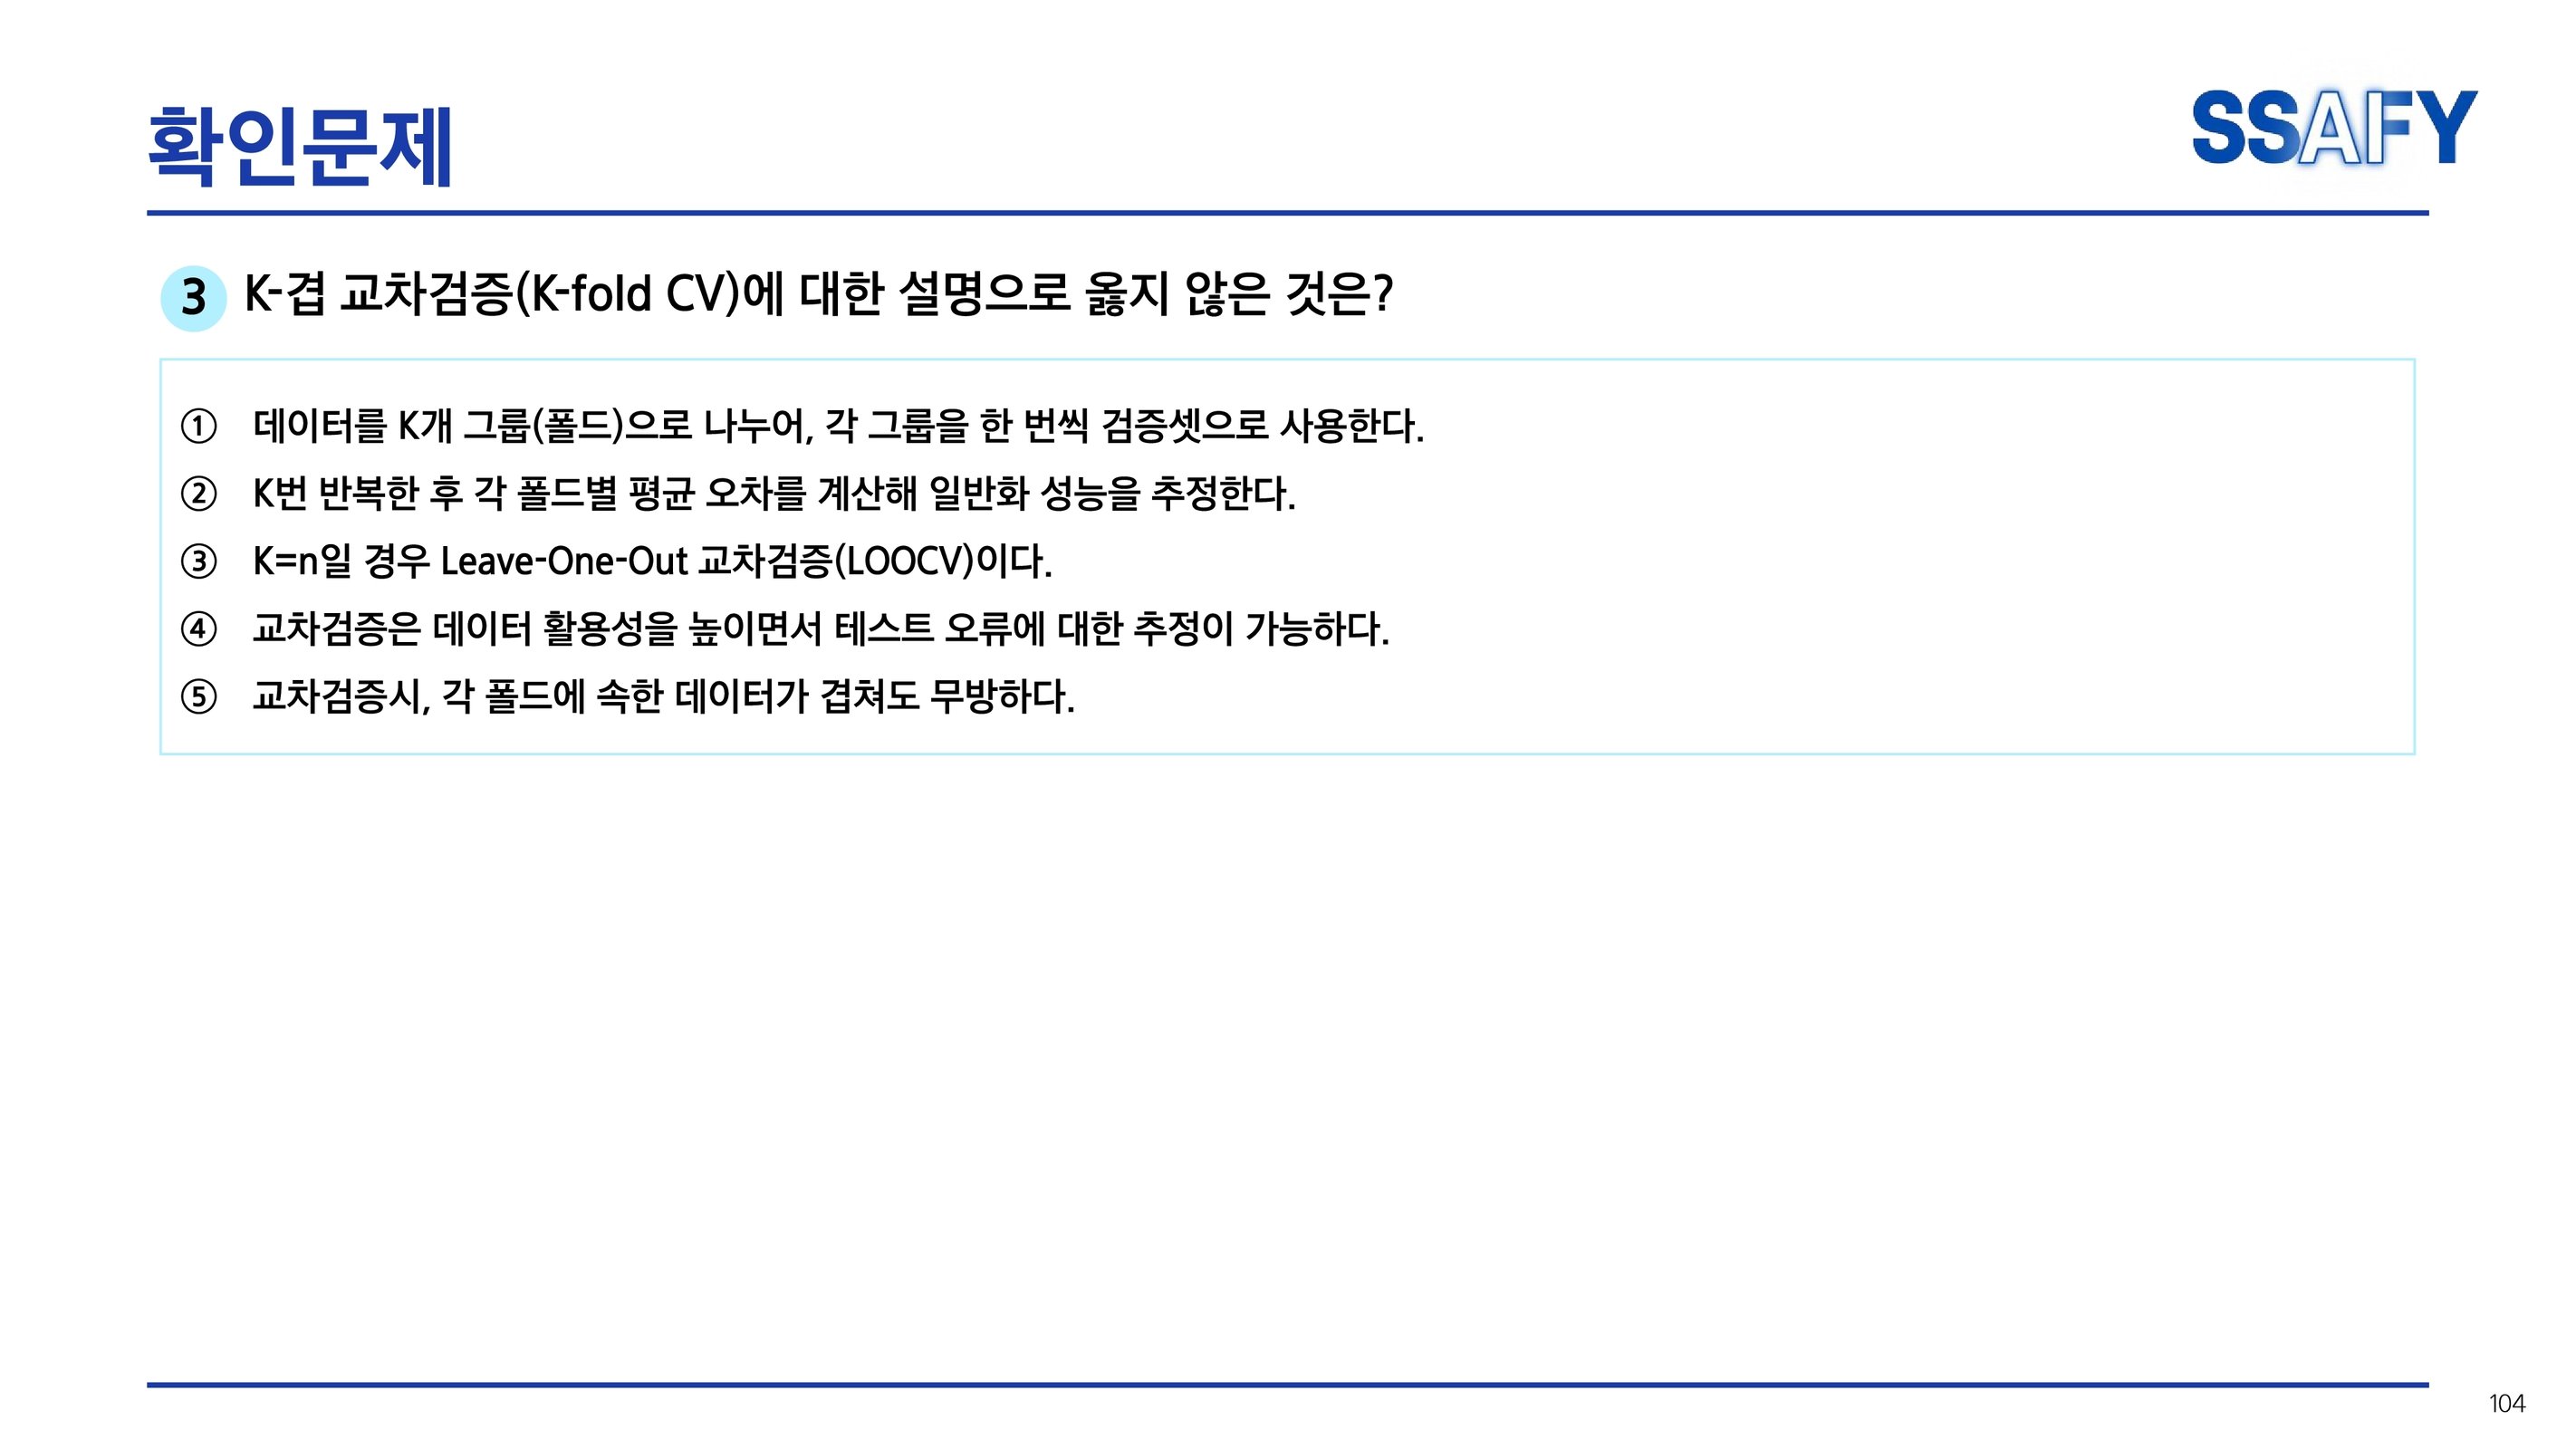 확인문제
SSAFY
3 K-겹 교차검증(K-fold CV)에 대한 설명으로 옳지 않은 것은?
① 데이터를 K개 그룹(폴드)으로 나누어, 각 그룹을 한 번씩 검증셋으로 사용한다.
② K번 반복한 후 각 폴드별 평균 오차를 계산해 일반화 성능을 추정한다.
③ K=n일 경우 Leave-One-Out 교차검증(LOOCV)이다.
④ 교차검증은 데이터 활용성을 높이면서 테스트 오류에 대한 추정이 가능하다.
⑤ 교차검증시, 각 폴드에 속한 데이터가 겹쳐도 무방하다.
104